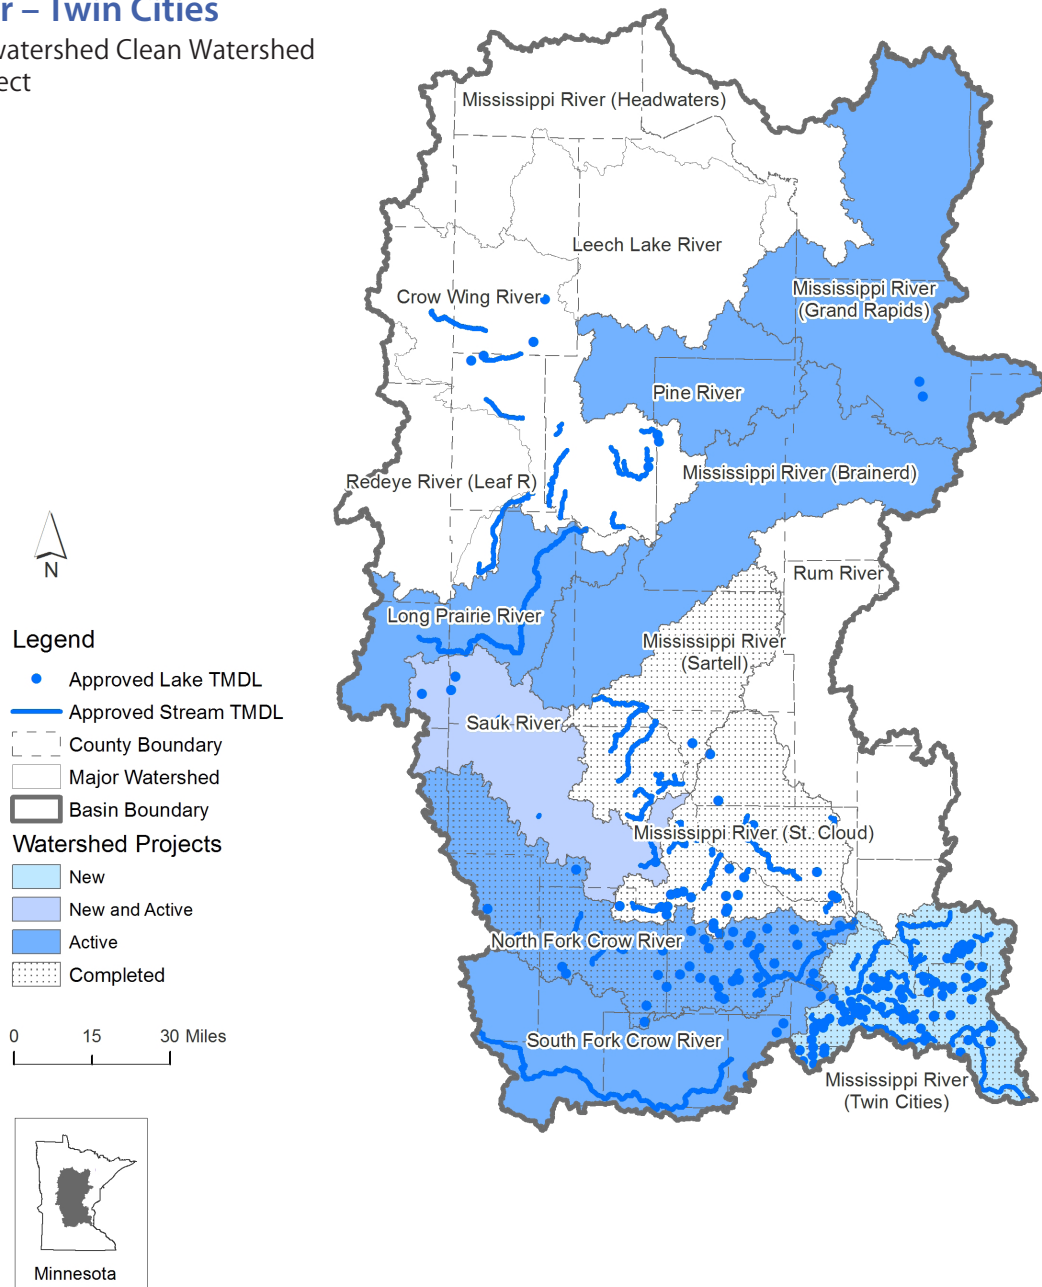 r – Twin Cities
watershed Clean Watershed
ect
Mississippi River (Headwaters)
Leech Lake River
Mississippi River
(Grand Rapids)
Crow Wing River
Pine River
Mississippi River (Brainerd)
Redeye River (Leaf R)
N
Rum River
Long Prairie River
Mississippi River
(Sartell)
Sauk River
Mississippi River (St. Cloud)
North Fork Crow River
South Fork Crow River
Mississippi River
(Twin Cities)
Legend
Approved Lake TMDL
Approved Stream TMDL
County Boundary
Major Watershed
Basin Boundary
Watershed Projects
New
New and Active
Active
Completed
0 15 30 Miles
Minnesota